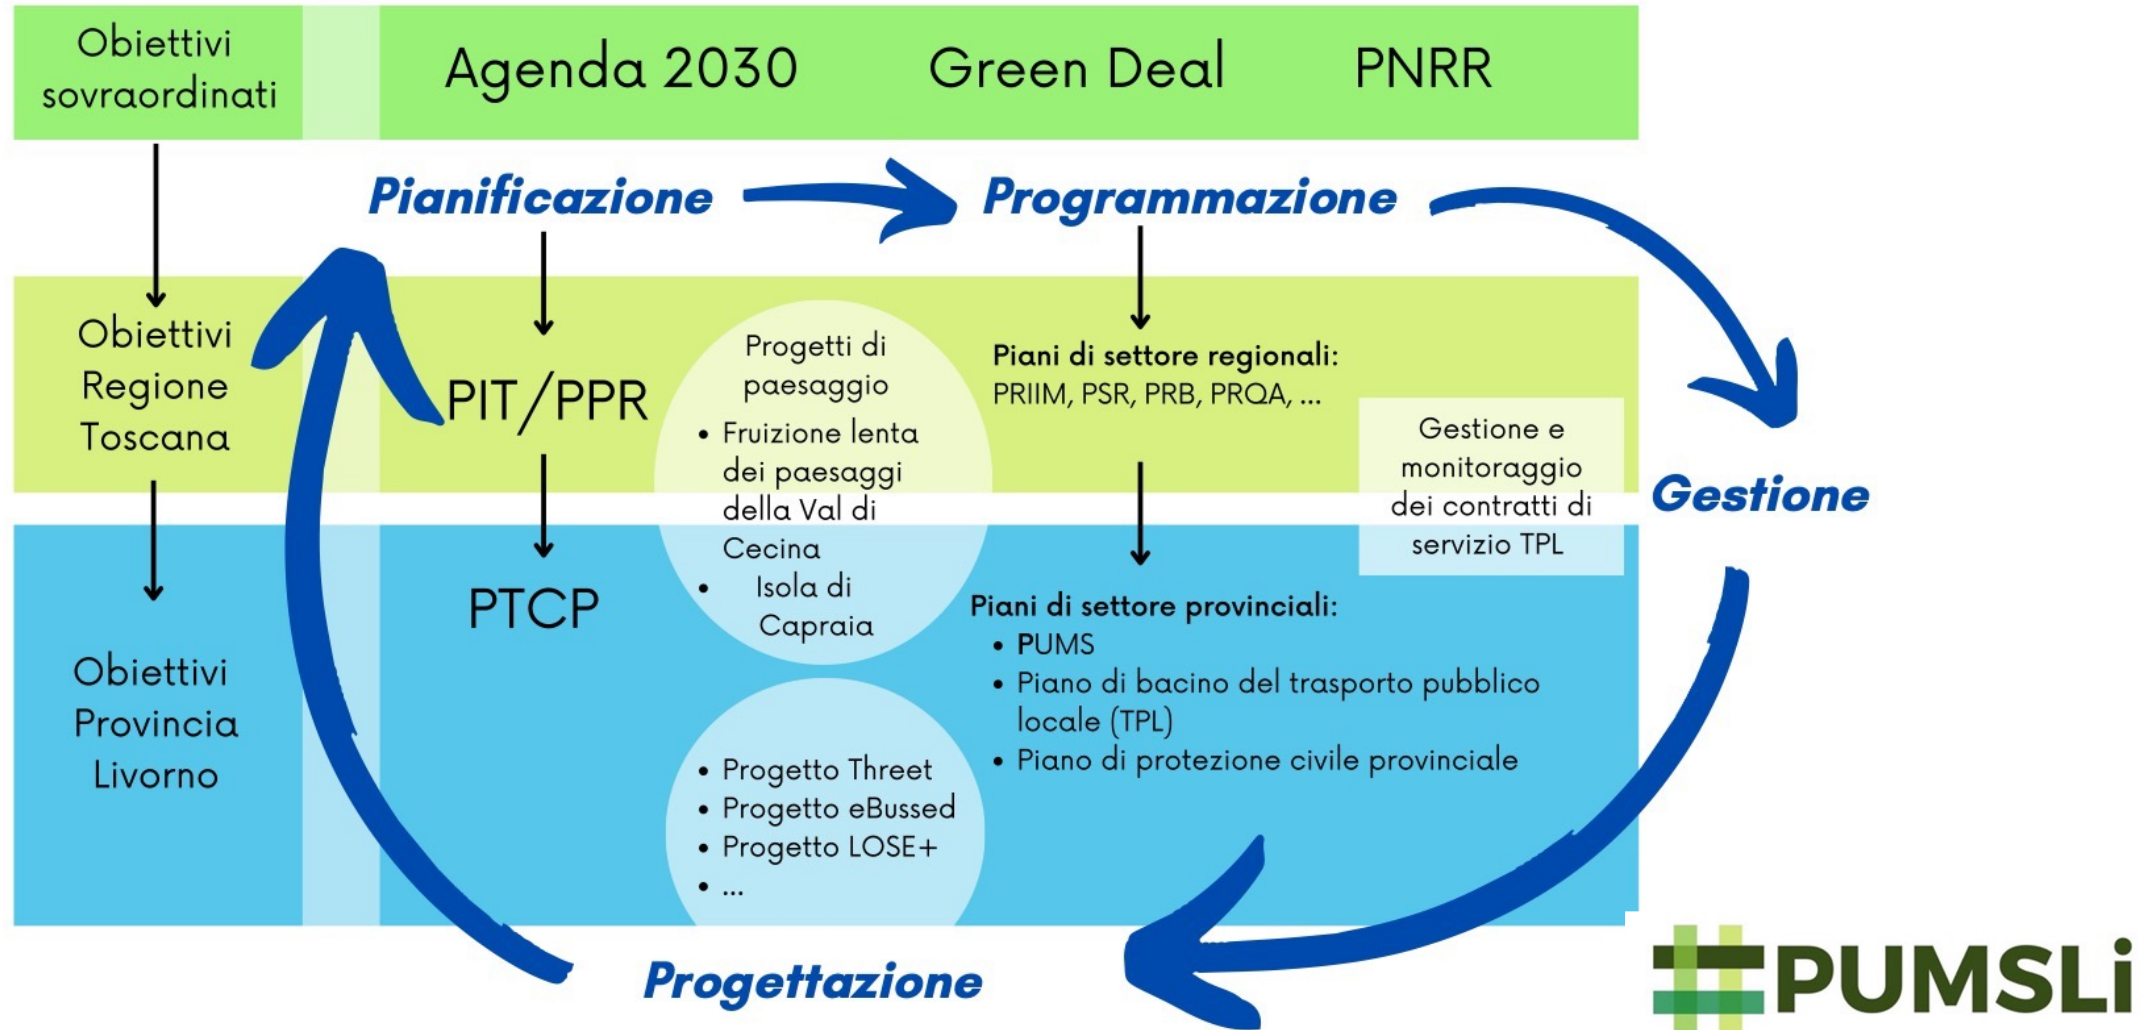 Obiettivi
sovraordinati
Agenda 2030
Green Deal
PNRR
Pianificazione
Programmazione
Obiettivi
Regione
Toscana
PIT/PPR
Progetti di
paesaggio
• Fruizione lenta
dei paesaggi
della Val di
Cecina
• Isola di
Capraia
Piani di settore regionali:
PRIIM, PSR, PRB, PRQA, ...
Gestione e
monitoraggio
dei contratti di
servizio TPL
Gestione
Obiettivi
Provincia
Livorno
PTCP
• Progetto Threet
• Progetto eBussed
• Progetto LOSE+
• ...
Piani di settore provinciali:
• PUMS
• Piano di bacino del trasporto pubblico
locale (TPL)
• Piano di protezione civile provinciale
Progettazione
#PUMSLi